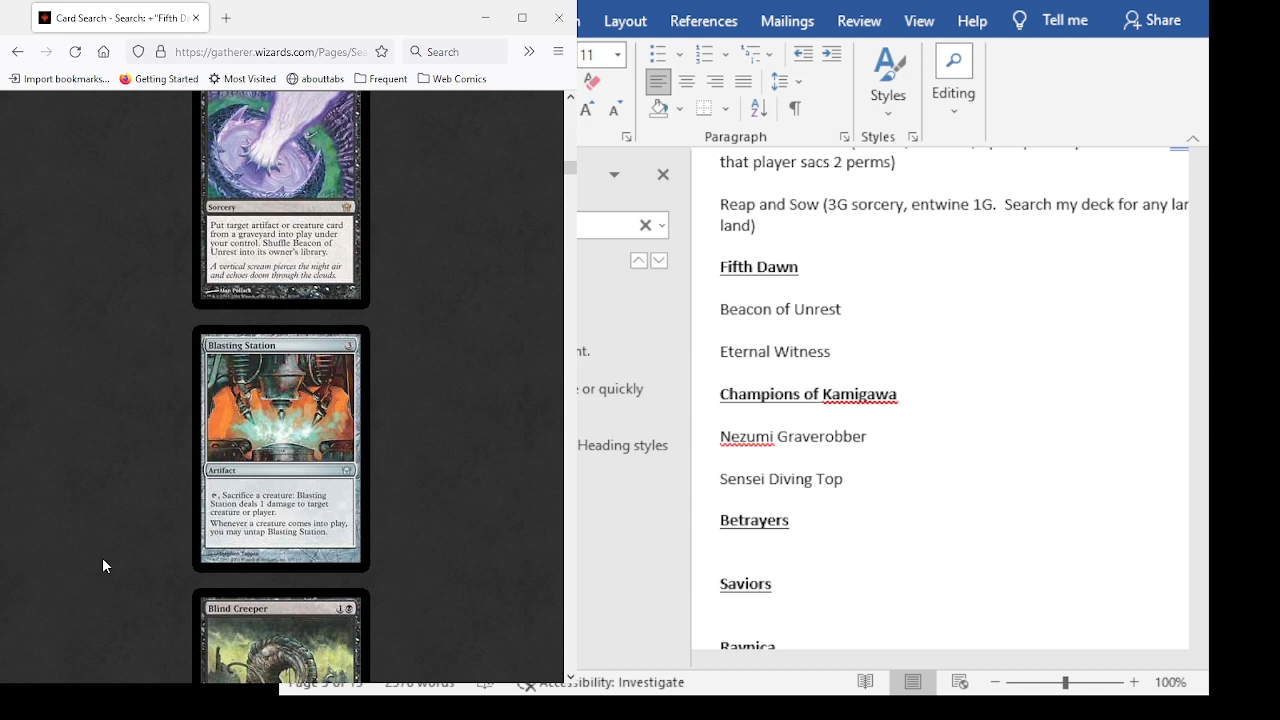 Card Search - Search: +"Fifth Da
https://gatherer.wizards.com/Pages/Sea
Search
Import bookmarks...
Getting Started
Most Visited
abouttabs
Frequent
Web Comics
Sorcery
Put target artifact or creature card
from a graveyard into play under
your control. Shuffle Beacon of
Unrest into its owner's library.
A vertical scream pierces the night air
and echoes doom through the clouds.
Blasting Station 3
Artifact
, Sacrifice a creature: Blasting
Station deals 1 damage to target
creature or player.
Whenever a creature comes into play,
you may untap Blasting Station.
Blind Creeper 1
Layout References Mailings Review View Help Tell me Share
11
Styles
Editing
Paragraph
Styles
nt.
e or quickly
Heading styles
that player sacs 2 perms)
Reap and Sow (3G sorcery, entwine 1G. Search my deck for any lan
land)
Fifth Dawn
Beacon of Unrest
Eternal Witness
Champions of Kamigawa
Nezumi Graverobber
Sensei Diving Top
Betrayers
Saviors
Ravnica
Accessibility: Investigate
100%